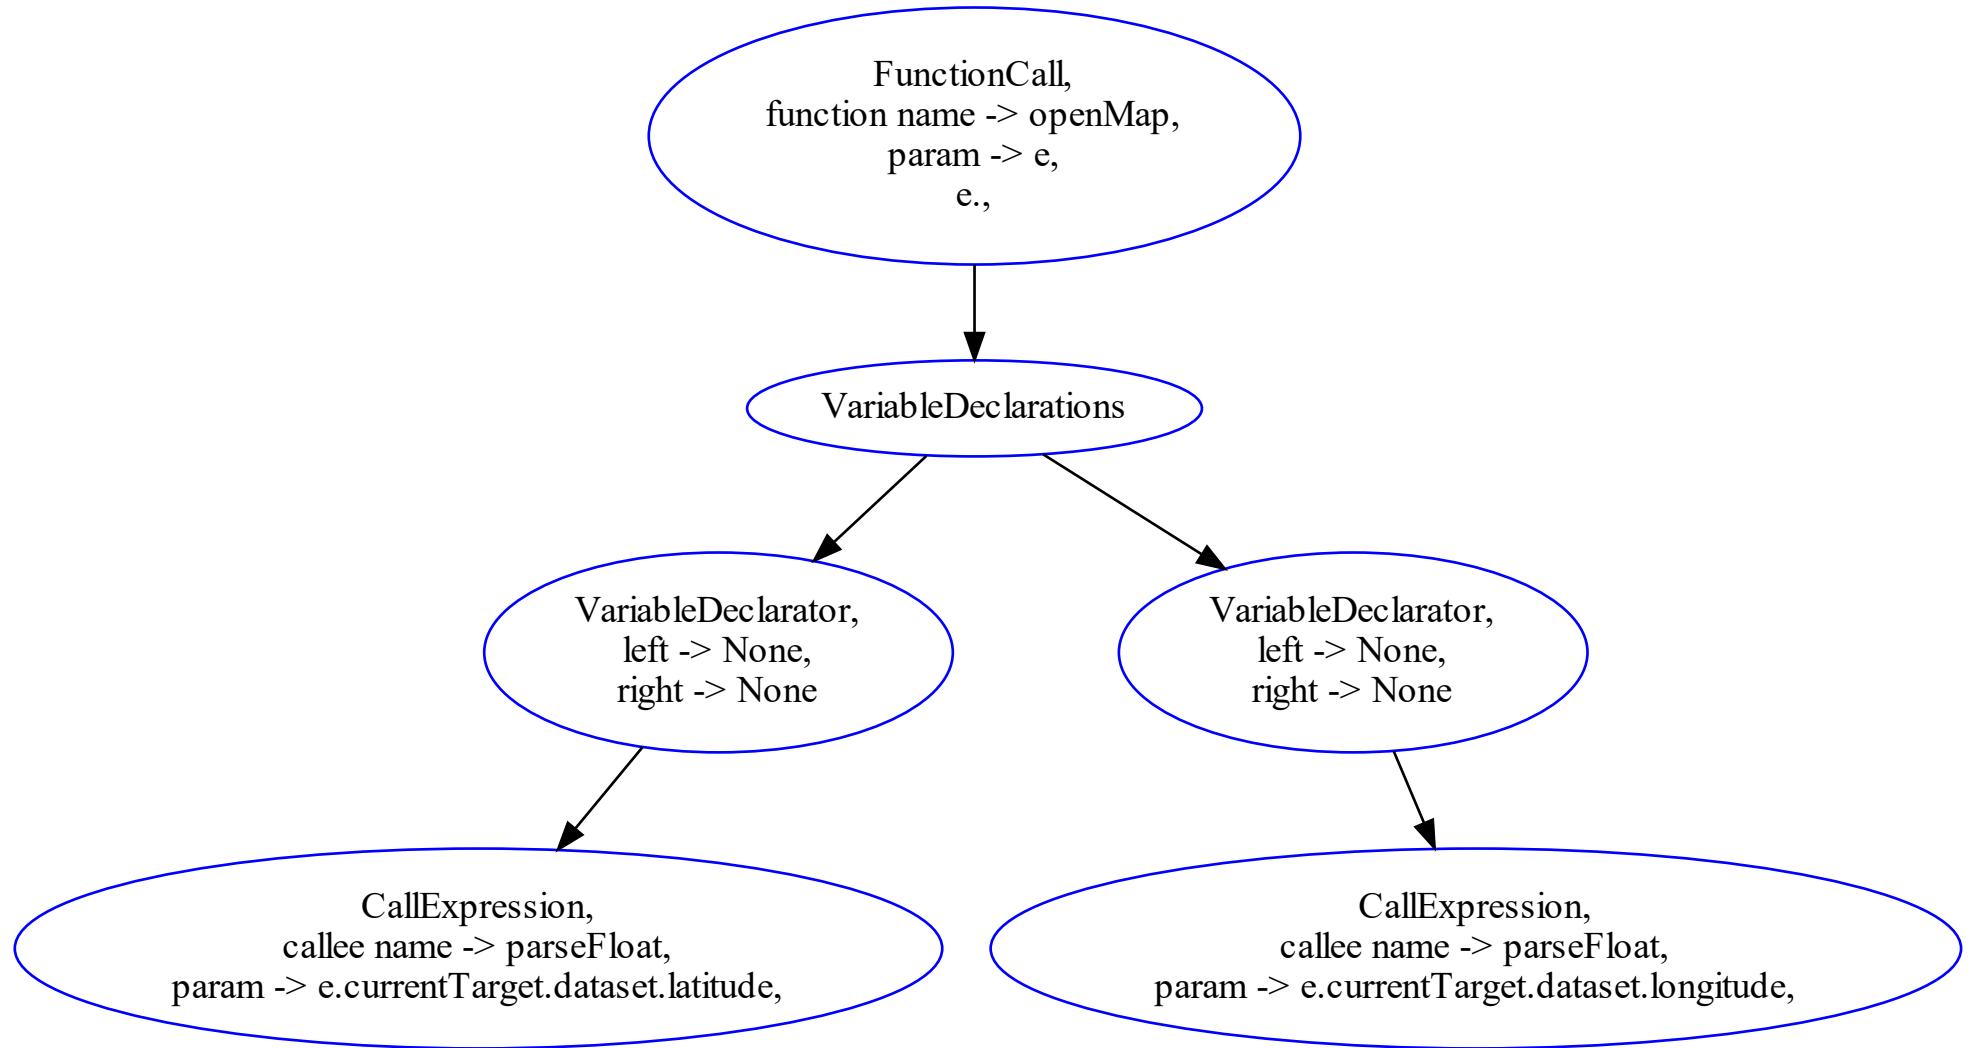 FunctionCall,
function name -> openMap,
param -> e,
e.,
VariableDeclarations
VariableDeclarator,
left -> None,
right -> None
VariableDeclarator,
left -> None,
right -> None
CallExpression,
callee name -> parseFloat,
param -> e.currentTarget.dataset.latitude,
CallExpression,
callee name -> parseFloat,
param -> e.currentTarget.dataset.longitude,